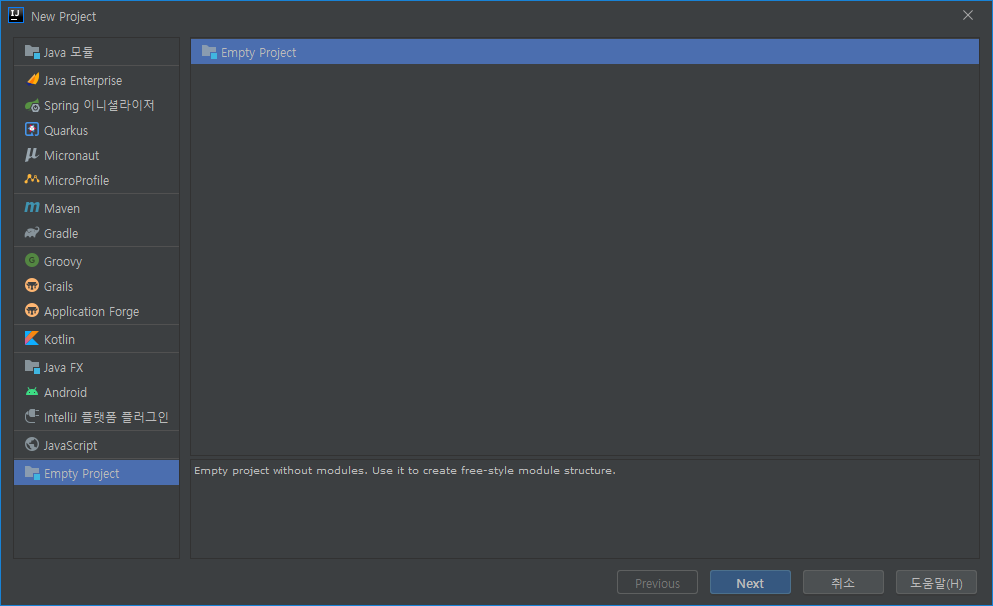 New Project
Java 모듈
Java Enterprise
Spring 이니셜라이저
Quarkus
Micronaut
MicroProfile
Maven
Gradle
Groovy
Grails
Application Forge
Kotlin
Java FX
Android
IntelliJ 플랫폼 플러그인
JavaScript
Empty Project
Empty Project
Empty project without modules. Use it to create free-style module structure.
Previous
Next
취소
도움말(H)